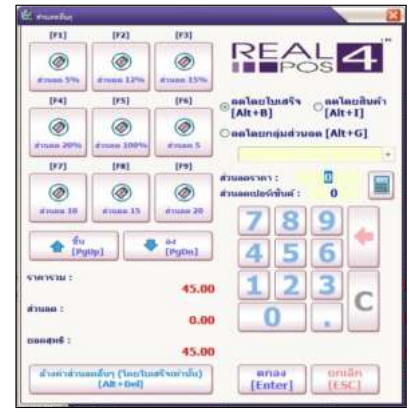 ส่วนลดอื่นๆ
[F1] [F2] [F3]
ส่วนลด 5% ส่วนลด 12% ส่วนลด 15%
[F4] [F5] [F6]
ส่วนลด 20% ส่วนลด 100% ส่วนลด 5
[F7] [F8] [F9]
ส่วนลด 10 ส่วนลด 15 ส่วนลด 20
ขึ้น
[PgUp]
ลง
[PgDn]
ราคารวม :
45.00
ส่วนลด :
0.00
ยอดสุทธิ :
45.00
ล้างค่าส่วนลดอื่นๆ (โดยใบเสร็จเท่านั้น)
[Alt+Del]
REAL
POS 4
ลดโดยใบเสร็จ
[Alt+B]
ลดโดยสินค้า
[Alt+I]
ลดโดยกลุ่มส่วนลด [Alt+G]
ส่วนลดราคา : 0
ส่วนลดเปอร์เซ็นต์ : 0
7 8 9
4 5 6
1 2 3
C
0 .
ตกลง
[Enter]
ยกเลิก
[ESC]